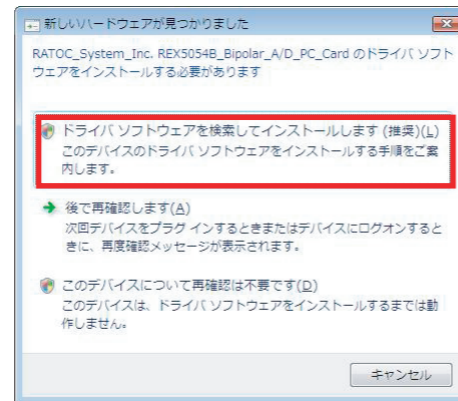 新しいハードウェアが見つかりました
RATOC_System_Inc. REX5054B_Bipolar_A/D_PC_Card のドライバ ソフト
ウェアをインストールする必要があります
ドライバ ソフトウェアを検索してインストールします (推奨)(L)
このデバイスのドライバ ソフトウェアをインストールする手順をご案
内します。
後で再確認します(A)
次回デバイスをプラグ インするときまたはデバイスにログオンすると
きに、再度確認メッセージが表示されます。
このデバイスについて再確認は不要です(D)
このデバイスは、ドライバ ソフトウェアをインストールするまでは動
作しません。
キャンセル